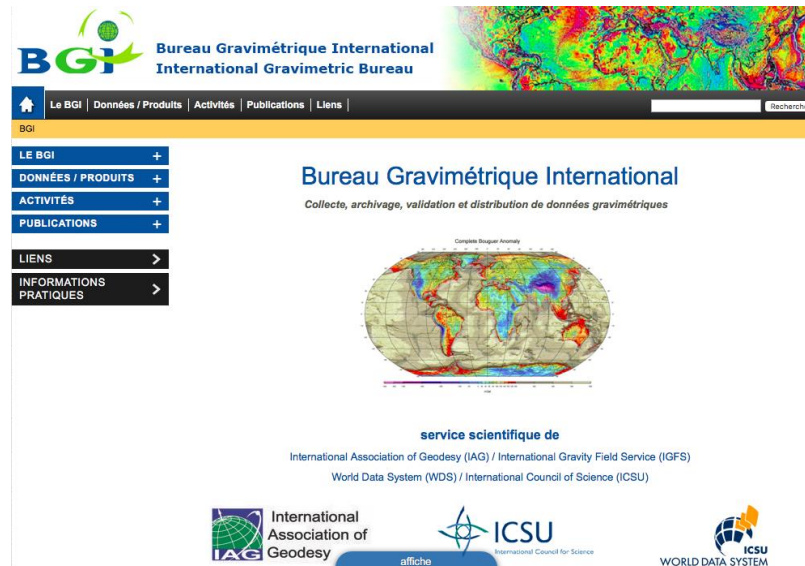 BGI
Bureau Gravimétrique International
International Gravimetric Bureau
Le BGI | Données / Produits | Activités | Publications | Liens |
Recherche
BGI
LE BGI +
DONNÉES / PRODUITS +
ACTIVITÉS +
PUBLICATIONS +
LIENS
INFORMATIONS
PRATIQUES
Bureau Gravimétrique International
Collecte, archivage, validation et distribution de données gravimétriques
Complete Bouguer Anomaly
service scientifique de
International Association of Geodesy (IAG) / International Gravity Field Service (IGFS)
World Data System (WDS) / International Council of Science (ICSU)
IAG
International
Association of
Geodesy
ICSU
International Council for Science
ICSU
WORLD DATA SYSTEM
affiche